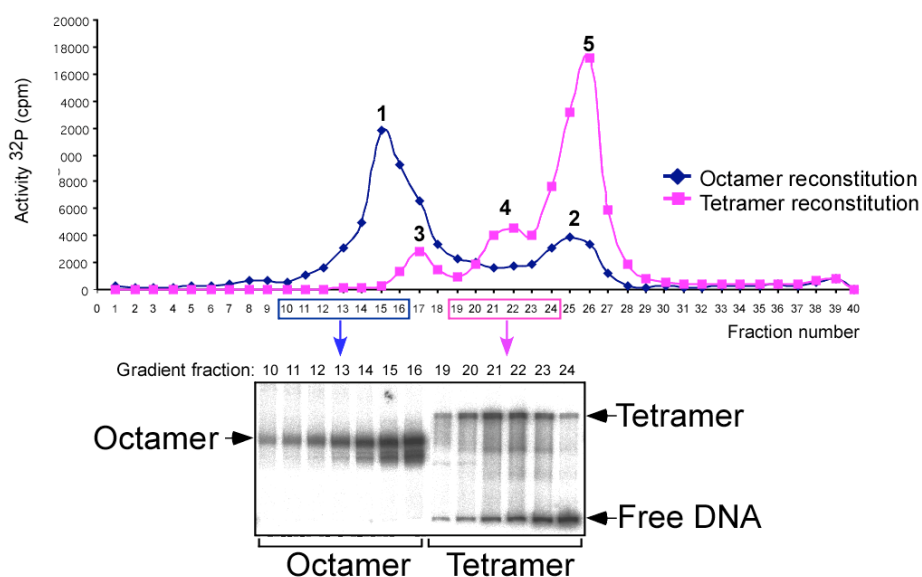 20000
18000
16000
14000
2000
000
8000
6000
4000
2000
0
Activity 32P (cpm)
1
2
3
4
5
Octamer reconstitution
Tetramer reconstitution
0 1 2 3 4 5 6 7 8 9 10 11 12 13 14 15 16 17 18 19 20 21 22 23 24 25 26 27 28 29 30 31 32 33 34 35 36 37 38 39 40
Fraction number
Gradient fraction: 10 11 12 13 14 15 16 19 20 21 22 23 24
Octamer
Tetramer
Free DNA
Octamer
Tetramer